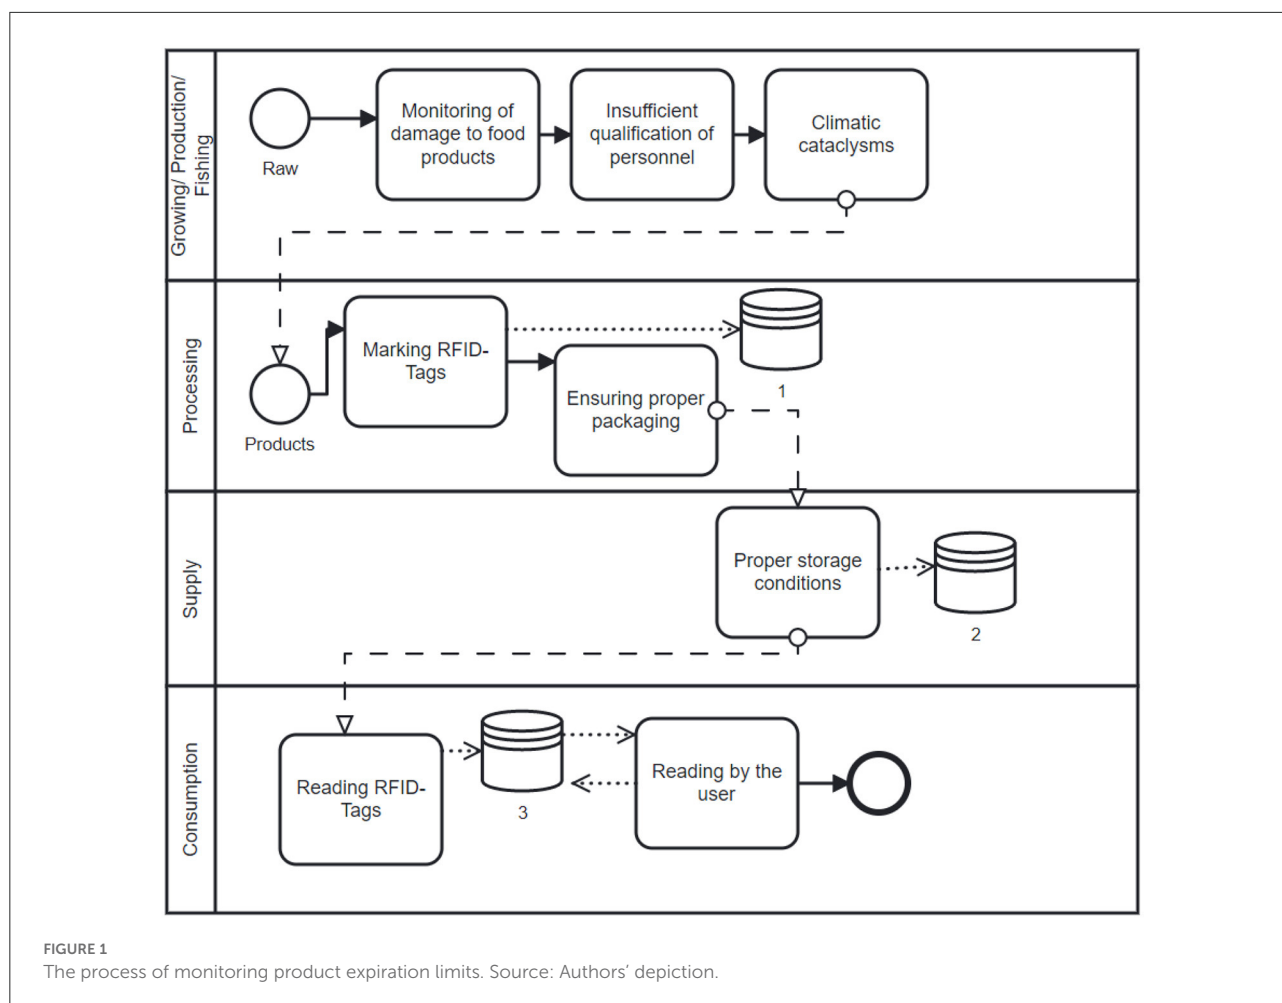 Growing/ Production/
Fishing
Raw
Monitoring of
damage to food
products
Insufficient
qualification of
personnel
Climatic
cataclysms
Processing
Products
Marking RFID-
Tags
Ensuring proper
packaging
1
Supply
Proper storage
conditions
2
Consumption
Reading RFID-
Tags
3
Reading by the
user
FIGURE 1
The process of monitoring product expiration limits. Source: Authors’ depiction.